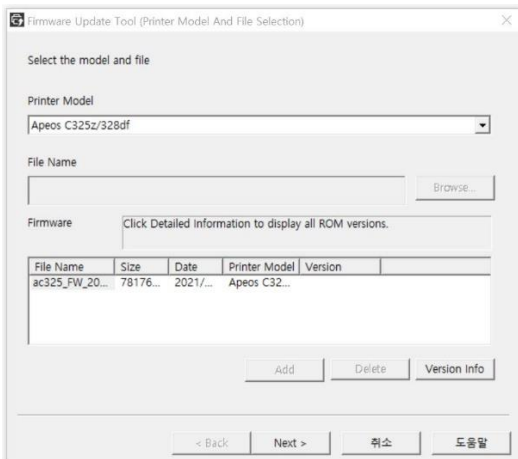 Firmware Update Tool (Printer Model And File Selection)
Select the model and file
Printer Model
Apeos C325z/328df
File Name
Browse...
Firmware
Click Detailed Information to display all ROM versions.
File Name Size Date Printer Model Version
ac325_FW_20... 78176... 2021/... Apeos C32...
Add Delete Version Info
< Back Next > 취소 도움말